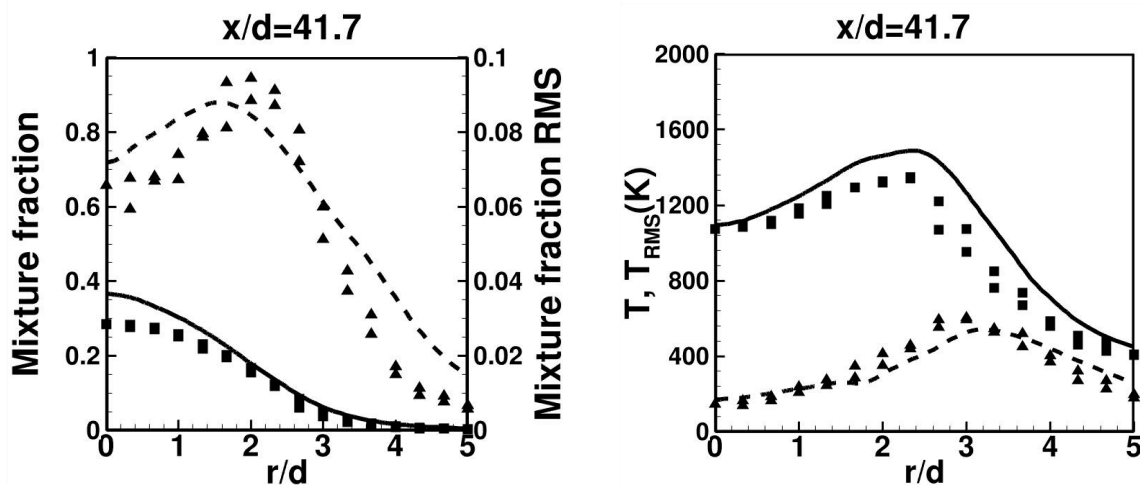 x/d=41.7
Mixture fraction
1
0.8
0.6
0.4
0.2
0
0.1
0.08
0.06
0.04
0.02
0
Mixture fraction RMS
0 1 2 3 4 5
r/d
x/d=41.7
T, TRMS(K)
2000
1600
1200
800
400
0
0 1 2 3 4 5
r/d